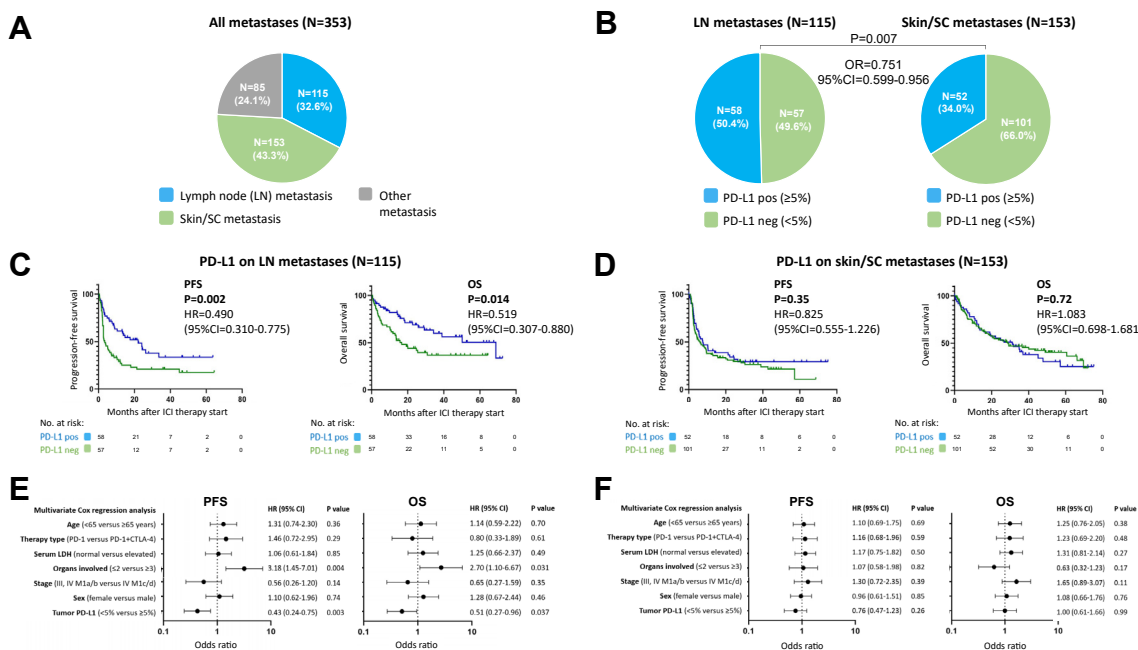 A
All metastases (N=353)
N=85
(24.1%)
N=115
(32.6%)
N=153
(43.3%)
Lymph node (LN) metastasis
Other
metastasis
Skin/SC metastasis
B
LN metastases (N=115)
Skin/SC metastases (N=153)
P=0.007
OR=0.751
95%CI=0.599-0.956
N=58
(50.4%)
N=57
(49.6%)
N=52
(34.0%)
N=101
(66.0%)
PD-L1 pos (≥5%)
PD-L1 neg (<5%)
PD-L1 pos (≥5%)
PD-L1 neg (<5%)
C
PD-L1 on LN metastases (N=115)
PFS
P=0.002
HR=0.490
(95%CI=0.310-0.775)
Progression-free survival
100
50
0 20 40 60 80
Months after ICI therapy start
No. at risk:
PD-L1 pos 58 21 7 2 0
PD-L1 neg 57 12 7 2 0
OS
P=0.014
HR=0.519
(95%CI=0.307-0.880)
Overall survival
100
50
0 20 40 60 80
Months after ICI therapy start
No. at risk:
PD-L1 pos 58 33 16 8 0
PD-L1 neg 57 22 11 5 0
D
PD-L1 on skin/SC metastases (N=153)
PFS
P=0.35
HR=0.825
(95%CI=0.555-1.226)
Progression-free survival
100
50
0 20 40 60 80
Months after ICI therapy start
No. at risk:
PD-L1 pos 52 18 8 6 0
PD-L1 neg 101 27 11 2 0
OS
P=0.72
HR=1.083
(95%CI=0.698-1.681
Overall survival
100
50
0 20 40 60 80
Months after ICI therapy start
No. at risk:
PD-L1 pos 52 28 12 6 0
PD-L1 neg 101 52 30 11 0
E
PFS
OS
Multivariate Cox regression analysis HR (95% CI) P value HR (95% CI) P value
Age (<65 versus ≥65 years) 1.31 (0.74-2.30) 0.36 1.14 (0.59-2.22) 0.70
Therapy type (PD-1 versus PD-1+CTLA-4) 1.46 (0.72-2.95) 0.29 0.80 (0.33-1.89) 0.61
Serum LDH (normal versus elevated) 1.06 (0.61-1.84) 0.85 1.25 (0.66-2.37) 0.49
Organs involved (≤2 versus ≥3) 3.18 (1.45-7.01) 0.004 2.70 (1.10-6.67) 0.031
Stage (III, IV M1a/b versus IV M1c/d) 0.56 (0.26-1.20) 0.14 0.65 (0.27-1.59) 0.35
Sex (female versus male) 1.10 (0.62-1.96) 0.74 1.28 (0.67-2.44) 0.46
Tumor PD-L1 (<5% versus ≥5%) 0.43 (0.24-0.75) 0.003 0.51 (0.27-0.96) 0.037
0.1 1 10
Odds ratio
0.1 1 10
Odds ratio
F
PFS
OS
Multivariate Cox regression analysis HR (95% CI) P value HR (95% CI) P value
Age (<65 versus ≥65 years) 1.10 (0.69-1.75) 0.69 1.25 (0.76-2.05) 0.38
Therapy type (PD-1 versus PD-1+CTLA-4) 1.16 (0.68-1.96) 0.59 1.23 (0.69-2.20) 0.48
Serum LDH (normal versus elevated) 1.17 (0.75-1.82) 0.50 1.31 (0.81-2.14) 0.27
Organs involved (≤2 versus ≥3) 1.07 (0.58-1.98) 0.82 0.63 (0.32-1.23) 0.17
Stage (III, IV M1a/b versus IV M1c/d) 1.30 (0.72-2.35) 0.39 1.65 (0.89-3.07) 0.11
Sex (female versus male) 0.96 (0.61-1.51) 0.85 1.08 (0.66-1.76) 0.76
Tumor PD-L1 (<5% versus ≥5%) 0.76 (0.47-1.23) 0.26 1.00 (0.61-1.66) 0.99
0.1 1 10
Odds ratio
0.1 1 10
Odds ratio